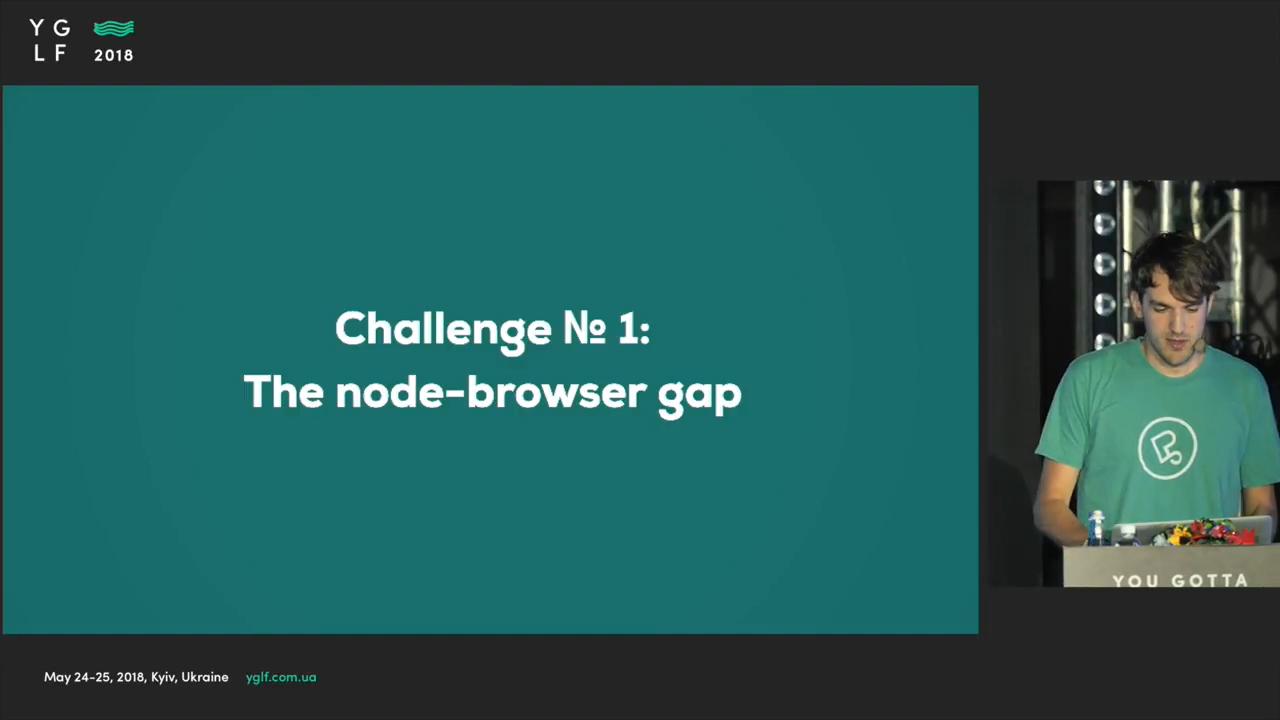 Y G
L F
2018
Challenge № 1:
The node-browser gap
YOU GOTTA
May 24-25, 2018, Kyiv, Ukraine yglf.com.ua